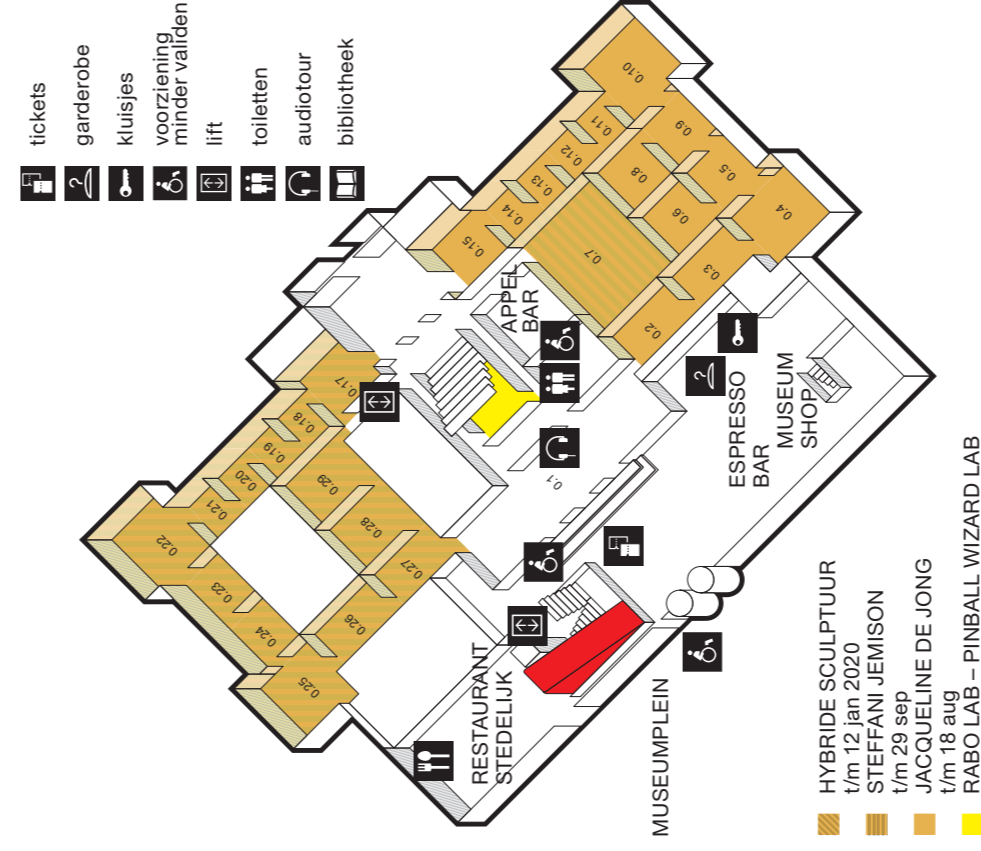 tickets
garderobe
kluisjes
voorziening
minder validen
lift
toiletten
audiotour
bibliotheek
0.10
0.11
0.9
0.12
0.8
0.5
0.13
0.6
0.4
0.14
0.7
0.3
0.15
0.2
APPEL
BAR
0.17
0.18
0.19
0.20
0.21
0.22
0.29
0.28
0.27
0.23
0.24
0.26
0.25
0.1
ESPRESSO
BAR
MUSEUM
SHOP
RESTAURANT
STEDELIJK
MUSEUMPLEIN
HYBRIDE SCULPTUUR
t/m 12 jan 2020
STEFFANI JEMISON
t/m 29 sep
JACQUELINE DE JONG
t/m 18 aug
RABO LAB – PINBALL WIZARD LAB